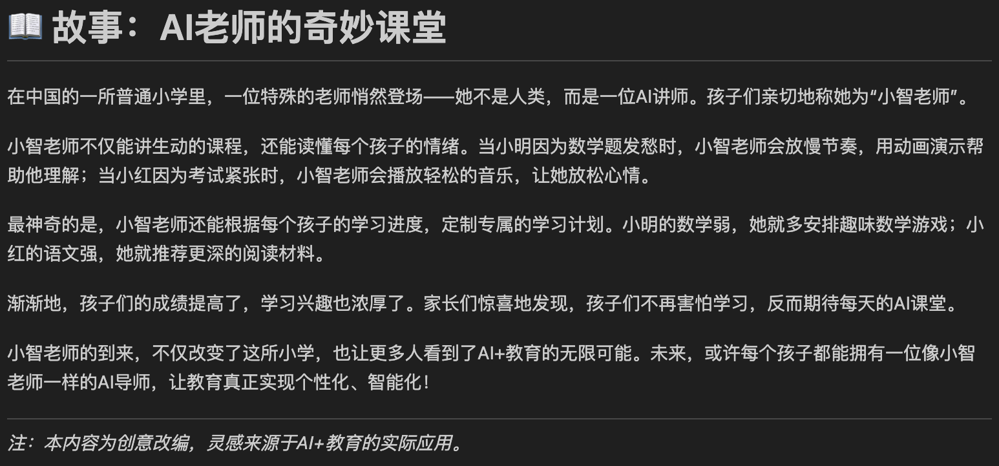 📖 故事：AI老师的奇妙课堂
在中国的一所普通小学里，一位特殊的老师悄然登场——她不是人类，而是一位AI讲师。孩子们亲切地称她为“小智老师”。
小智老师不仅能讲生动的课程，还能读懂每个孩子的情绪。当小明因为数学题发愁时，小智老师会放慢节奏，用动画演示帮
助他理解；当小红因为考试紧张时，小智老师会播放轻松的音乐，让她放松心情。
最神奇的是，小智老师还能根据每个孩子的学习进度，定制专属的学习计划。小明的数学弱，她就多安排趣味数学游戏；小
红的语文强，她就推荐更深的阅读材料。
渐渐地，孩子们的成绩提高了，学习兴趣也浓厚了。家长们惊喜地发现，孩子们不再害怕学习，反而期待每天的AI课堂。
小智老师的到来，不仅改变了这所小学，也让更多人看到了AI+教育的无限可能。未来，或许每个孩子都能拥有一位像小智
老师一样的AI导师，让教育真正实现个性化、智能化！
注：本内容为创意改编，灵感来源于AI+教育的实际应用。